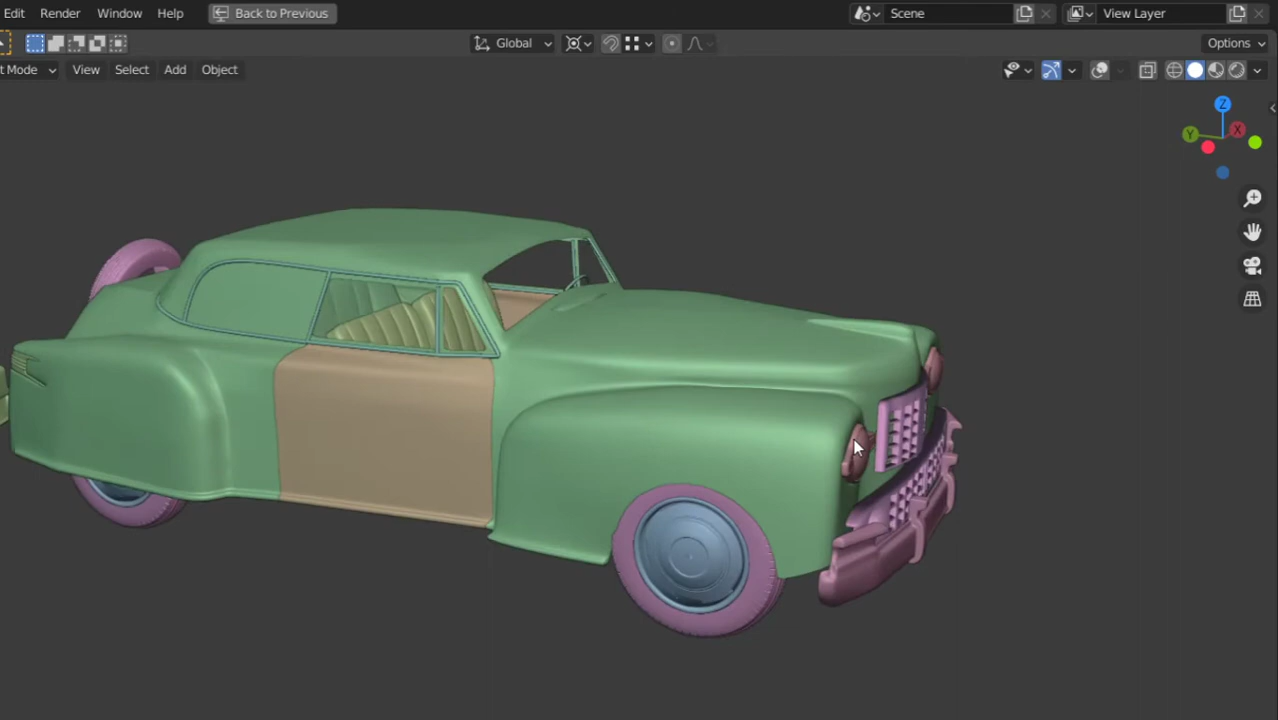 Edit Render Window Help Back to Previous Scene View Layer
Global Options
t Mode View Select Add Object
Z
Y X